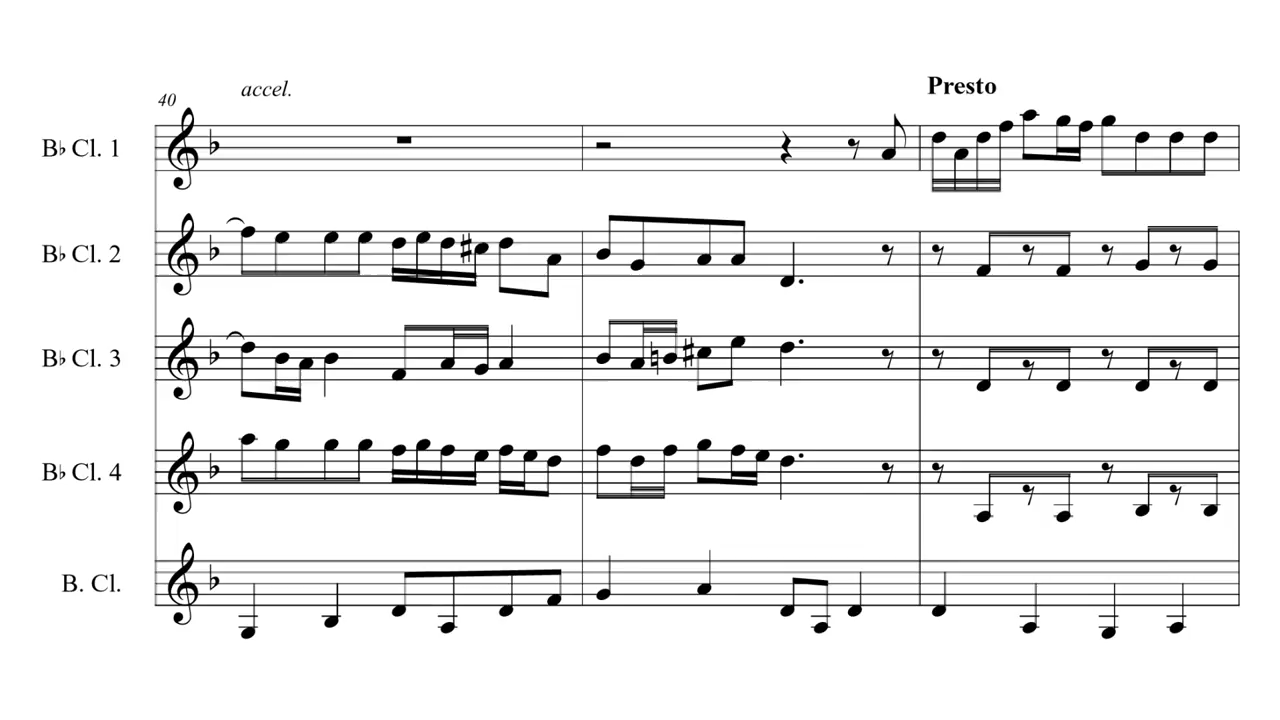 accel.
Presto
40
B♭ Cl. 1
B♭ Cl. 2
B♭ Cl. 3
B♭ Cl. 4
B. Cl.